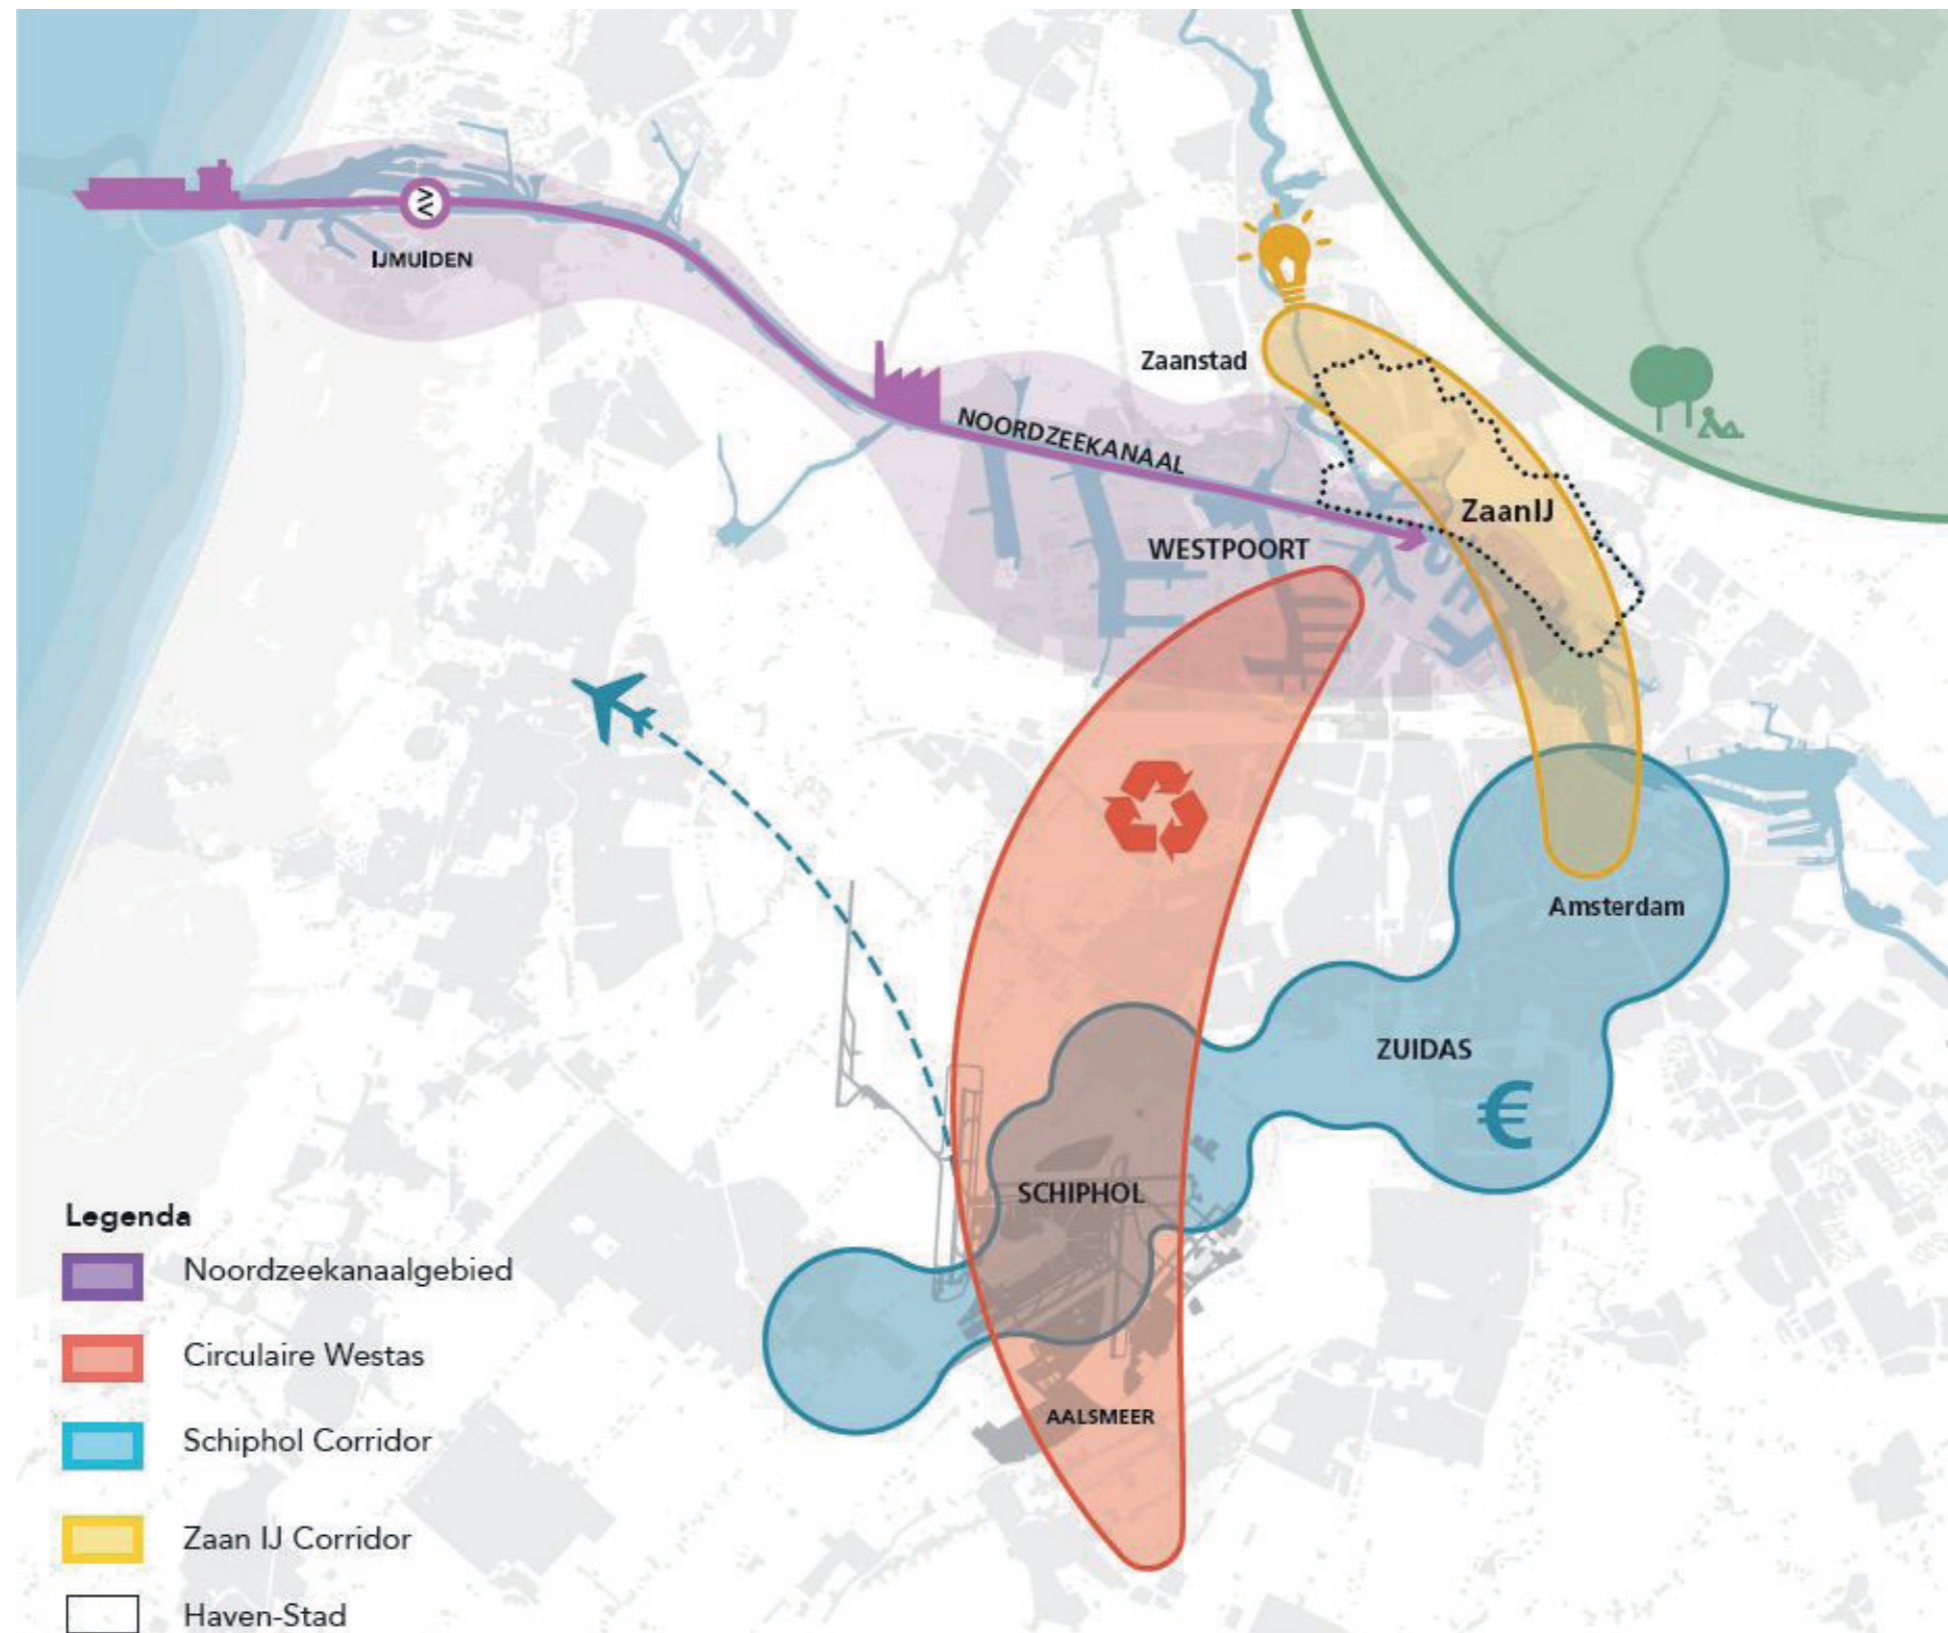 IJMUIDEN
Zaanstad
NOORDZEEKANAAL
ZaanIJ
WESTPOORT
Amsterdam
ZUIDAS
€
SCHIPHOL
AALSMEER
Legenda
Noordzeekanaalgebied
Circulaire Westas
Schiphol Corridor
Zaan IJ Corridor
Haven-Stad